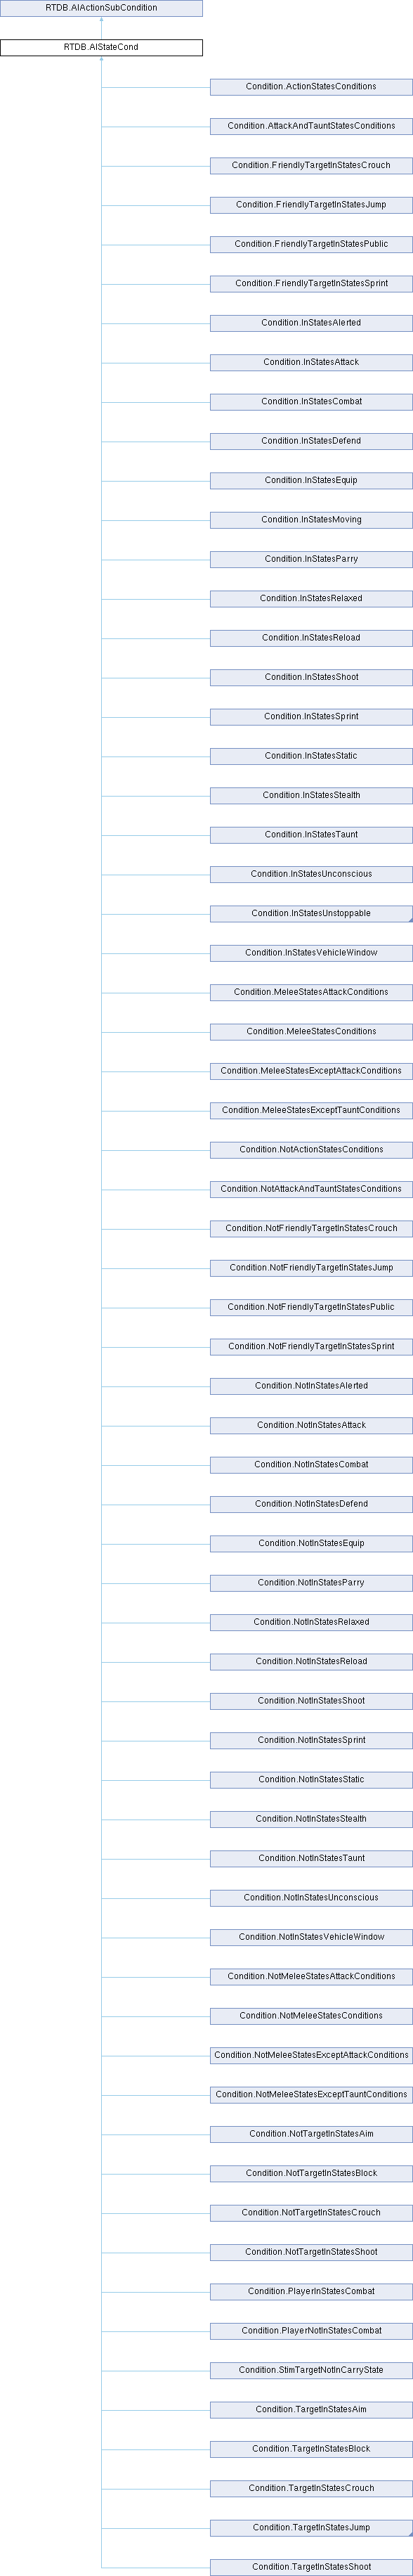 RTDB.AIActionSubCondition
RTDB.AIStateCond
Condition.ActionStatesConditions
Condition.AttackAndTauntStatesConditions
Condition.FriendlyTargetInStatesCrouch
Condition.FriendlyTargetInStatesJump
Condition.FriendlyTargetInStatesPublic
Condition.FriendlyTargetInStatesSprint
Condition.InStatesAlerted
Condition.InStatesAttack
Condition.InStatesCombat
Condition.InStatesDefend
Condition.InStatesEquip
Condition.InStatesMoving
Condition.InStatesParry
Condition.InStatesRelaxed
Condition.InStatesReload
Condition.InStatesShoot
Condition.InStatesSprint
Condition.InStatesStatic
Condition.InStatesStealth
Condition.InStatesTaunt
Condition.InStatesUnconscious
Condition.InStatesUnstoppable
Condition.InStatesVehicleWindow
Condition.MeleeStatesAttackConditions
Condition.MeleeStatesConditions
Condition.MeleeStatesExceptAttackConditions
Condition.MeleeStatesExceptTauntConditions
Condition.NotActionStatesConditions
Condition.NotAttackAndTauntStatesConditions
Condition.NotFriendlyTargetInStatesCrouch
Condition.NotFriendlyTargetInStatesJump
Condition.NotFriendlyTargetInStatesPublic
Condition.NotFriendlyTargetInStatesSprint
Condition.NotInStatesAlerted
Condition.NotInStatesAttack
Condition.NotInStatesCombat
Condition.NotInStatesDefend
Condition.NotInStatesEquip
Condition.NotInStatesParry
Condition.NotInStatesRelaxed
Condition.NotInStatesReload
Condition.NotInStatesShoot
Condition.NotInStatesSprint
Condition.NotInStatesStatic
Condition.NotInStatesStealth
Condition.NotInStatesTaunt
Condition.NotInStatesUnconscious
Condition.NotInStatesVehicleWindow
Condition.NotMeleeStatesAttackConditions
Condition.NotMeleeStatesConditions
Condition.NotMeleeStatesExceptAttackConditions
Condition.NotMeleeStatesExceptTauntConditions
Condition.NotTargetInStatesAim
Condition.NotTargetInStatesBlock
Condition.NotTargetInStatesCrouch
Condition.NotTargetInStatesShoot
Condition.PlayerInStatesCombat
Condition.PlayerNotInStatesCombat
Condition.StimTargetNotInCarryState
Condition.TargetInStatesAim
Condition.TargetInStatesBlock
Condition.TargetInStatesCrouch
Condition.TargetInStatesJump
Condition.TargetInStatesShoot